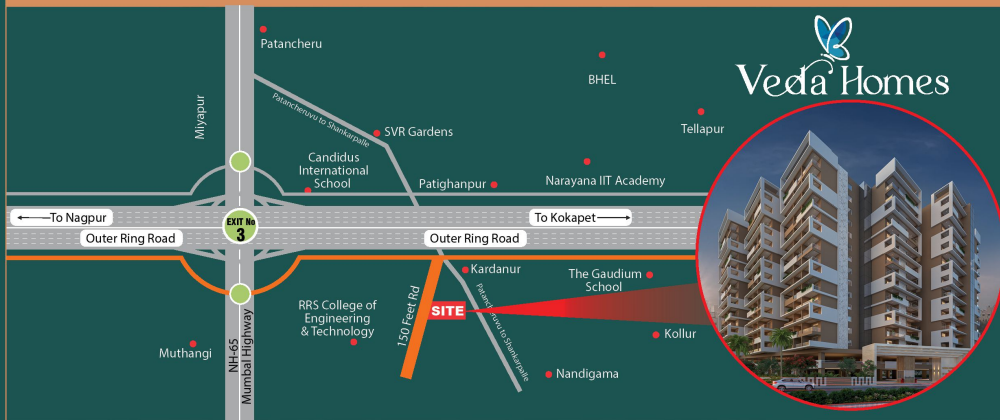 Patancheru
BHEL
Veda Homes
Miyapur
Patancheruvu to Shankarpalle
SVR Gardens
Tellapur
Candidus
International
School
Patighanpur
Narayana IIT Academy
To Nagpur
EXIT No
3
To Kokapet
Outer Ring Road
Outer Ring Road
Kardanur
The Gaudium
School
150 Feet Rd
SITE
Patancheruvu to Shankarpalle
RRS College of
Engineering
& Technology
Kollur
Muthangi
NH-65
Mumbai Highway
Nandigama